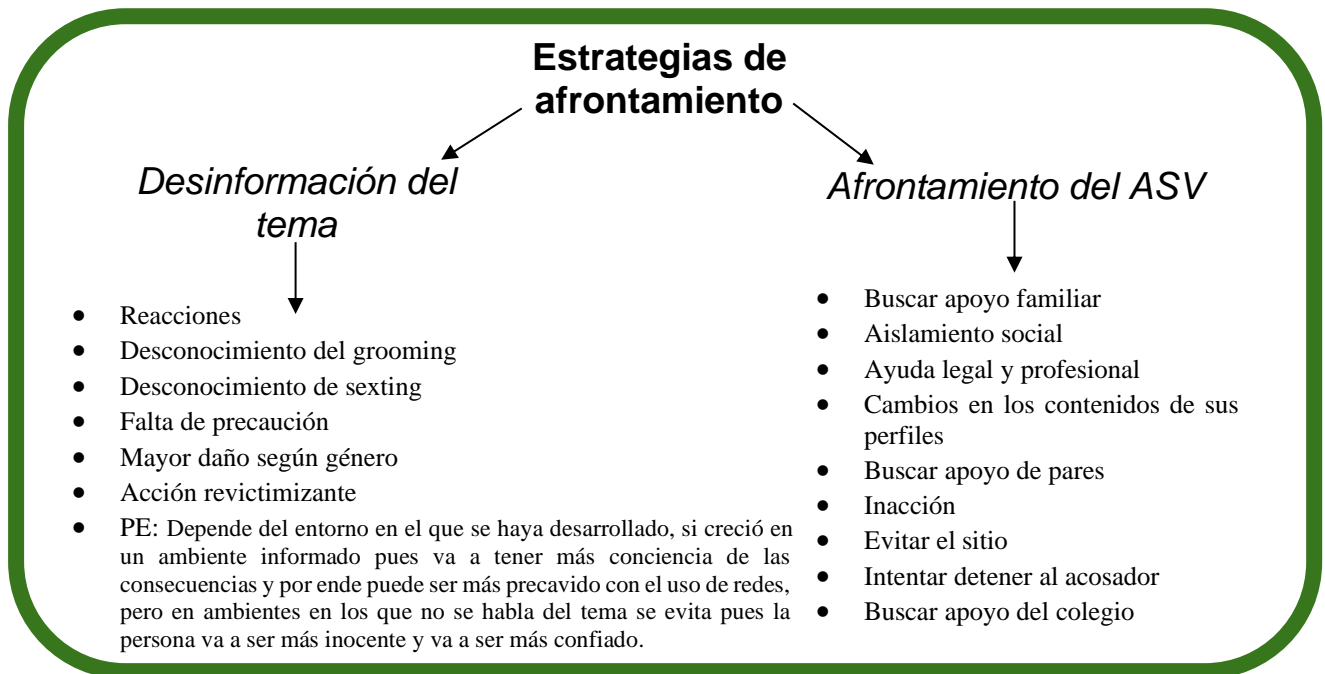 Estrategias de
afrontamiento
Desinformación del
tema
• Reacciones
• Desconocimiento del grooming
• Desconocimiento de sexting
• Falta de precaución
• Mayor daño según género
• Acción revictimizante
• PE: Depende del entorno en el que se haya desarrollado, si creció en
un ambiente informado pues va a tener más conciencia de las
consecuencias y por ende puede ser más precavido con el uso de redes,
pero en ambientes en los que no se habla del tema se evita pues la
persona va a ser más inocente y va a ser más confiado.
Afrontamiento del ASV
• Buscar apoyo familiar
• Aislamiento social
• Ayuda legal y profesional
• Cambios en los contenidos de sus
perfiles
• Buscar apoyo de pares
• Inacción
• Evitar el sitio
• Intentar detener al acosador
• Buscar apoyo del colegio